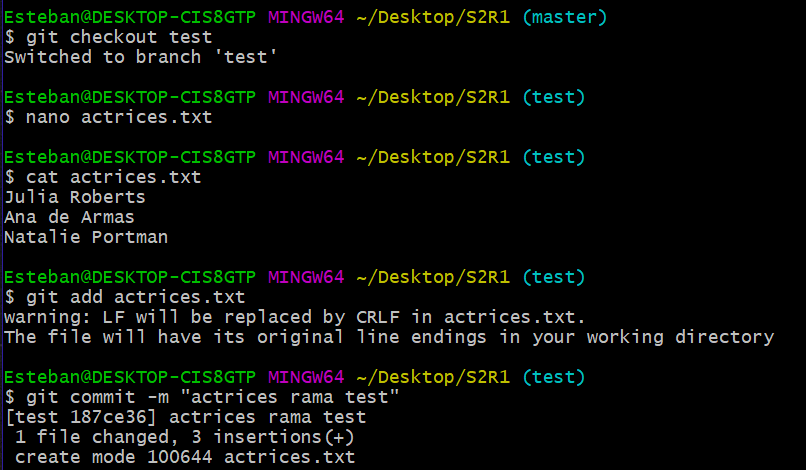 Esteban@DESKTOP-CIS8GTP MINGW64 ~/Desktop/S2R1 (master)
$ git checkout test
Switched to branch 'test'
Esteban@DESKTOP-CIS8GTP MINGW64 ~/Desktop/S2R1 (test)
$ nano actrices.txt
Esteban@DESKTOP-CIS8GTP MINGW64 ~/Desktop/S2R1 (test)
$ cat actrices.txt
Julia Roberts
Ana de Armas
Natalie Portman
Esteban@DESKTOP-CIS8GTP MINGW64 ~/Desktop/S2R1 (test)
$ git add actrices.txt
warning: LF will be replaced by CRLF in actrices.txt.
The file will have its original line endings in your working directory
Esteban@DESKTOP-CIS8GTP MINGW64 ~/Desktop/S2R1 (test)
$ git commit -m "actrices rama test"
[test 187ce36] actrices rama test
 1 file changed, 3 insertions(+)
 create mode 100644 actrices.txt